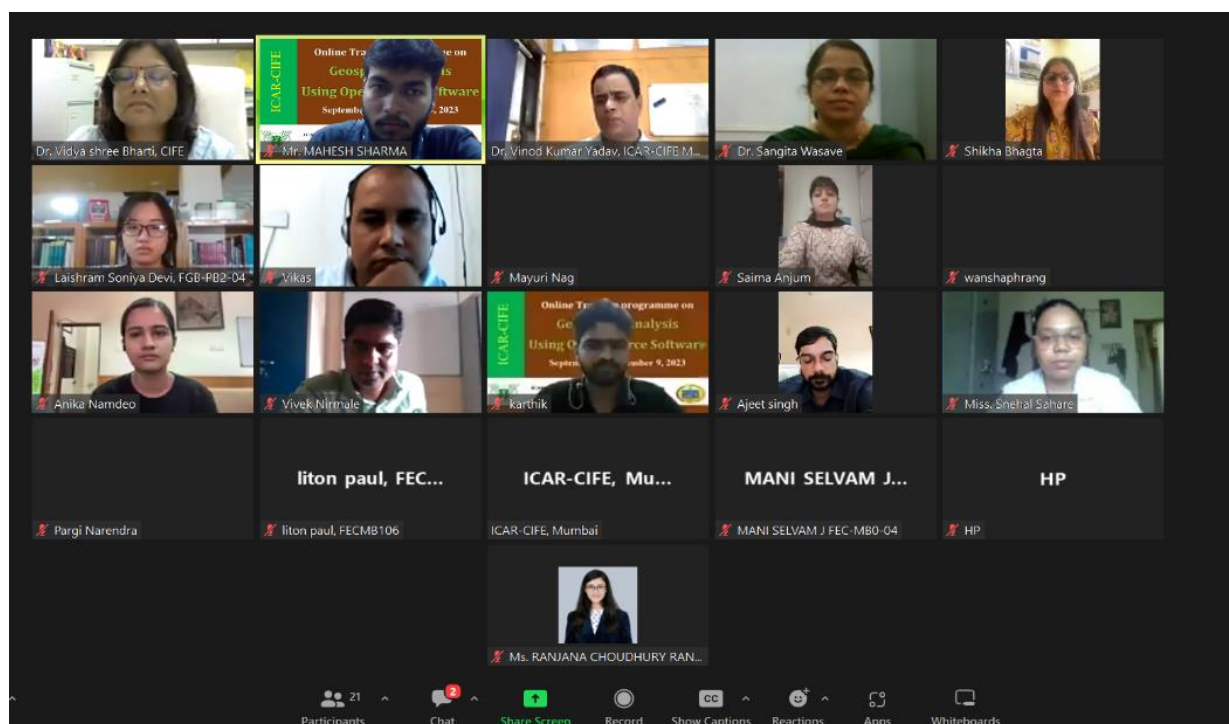 Dr. Vidya shree Bharti, CIFE
ICAR-CIFE
Online Tra
e on
Geosp
is
Using Ope
ftware
Septemb
, 2023
Mr. MAHESH SHARMA
Dr. Vinod Kumar Yadav, ICAR-CIFE M...
Dr. Sangita Wasave
Shikha Bhagta
Laishram Soniya Devi, FGB-PB2-04
Vikas
Mayuri Nag
Saima Anjum
wanshaphrang
Anika Namdeo
Vivek Nirmale
ICAR-CIFE
Online Tr
programme on
Ge
nalysis
Using O
rce Software
Septem
ember 9, 2023
karthik
Ajeet singh
Miss. Snehal Sahare
Pargi Narendra
liton paul, FEC...
liton paul, FECMB106
ICAR-CIFE, Mu...
ICAR-CIFE, Mumbai
MANI SELVAM J...
MANI SELVAM J FEC-MB0-04
HP
HP
Ms. RANJANA CHOUDHURY RAN...
21
2
CC
Participants
Chat
Share Screen
Record
Show Captions
Reactions
Apps
Whiteboards